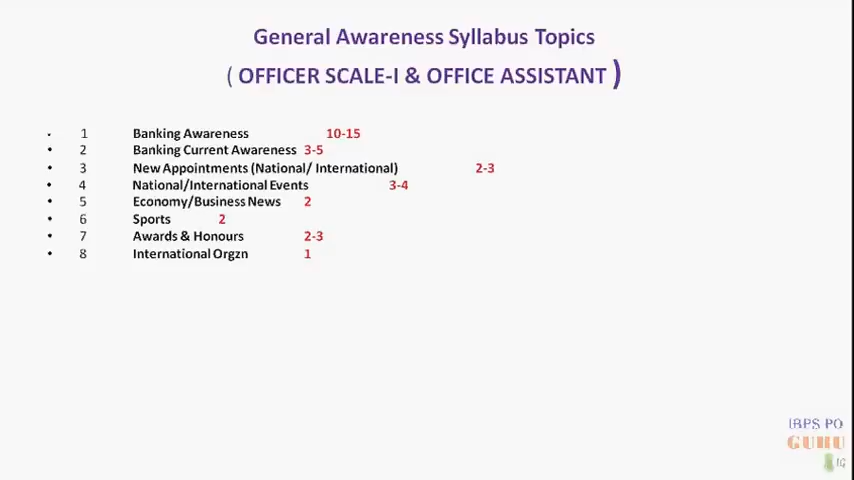 General Awareness Syllabus Topics
( OFFICER SCALE-I & OFFICE ASSISTANT )
• 1 Banking Awareness 10-15
• 2 Banking Current Awareness 3-5
• 3 New Appointments (National/ International) 2-3
• 4 National/International Events 3-4
• 5 Economy/Business News 2
• 6 Sports 2
• 7 Awards & Honours 2-3
• 8 International Orgzn 1
IBPS PO
GURU
IG